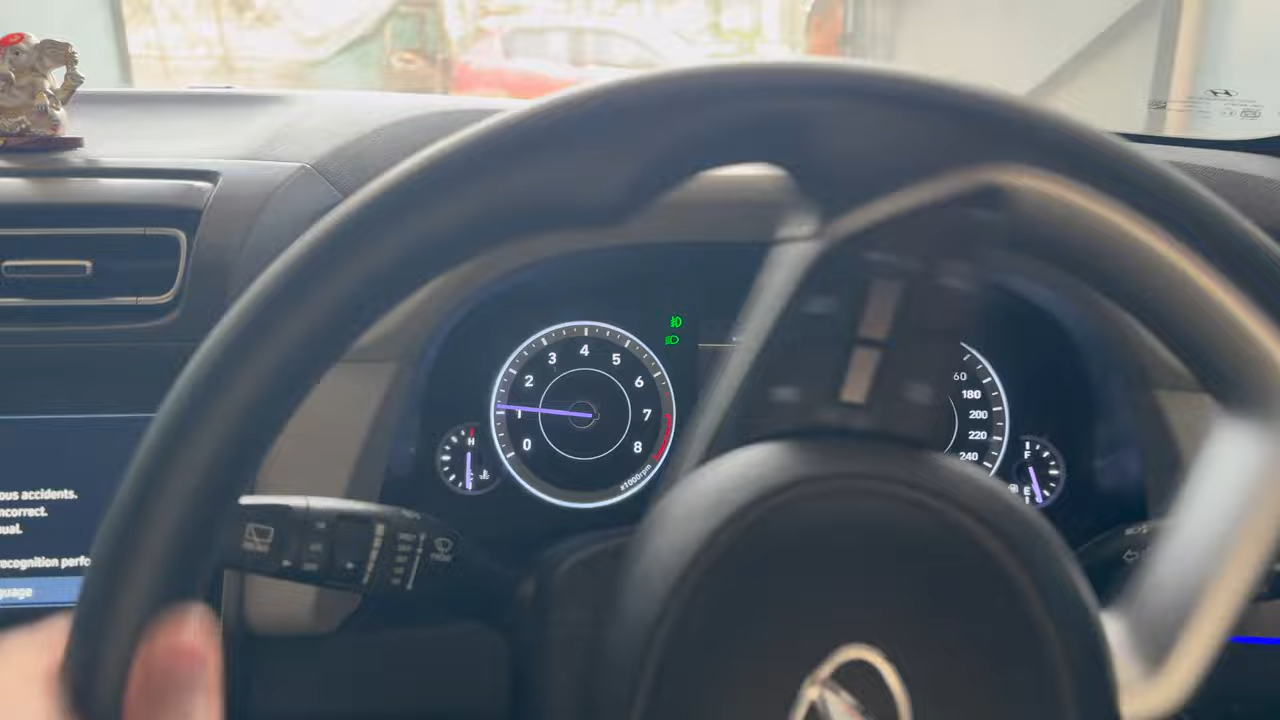 ous accidents.
ncorrect.
ual.
ecognition perfo
guage
0
1
2
3
4
5
6
7
8
x1000rpm
H
60
180
200
220
240
F
E